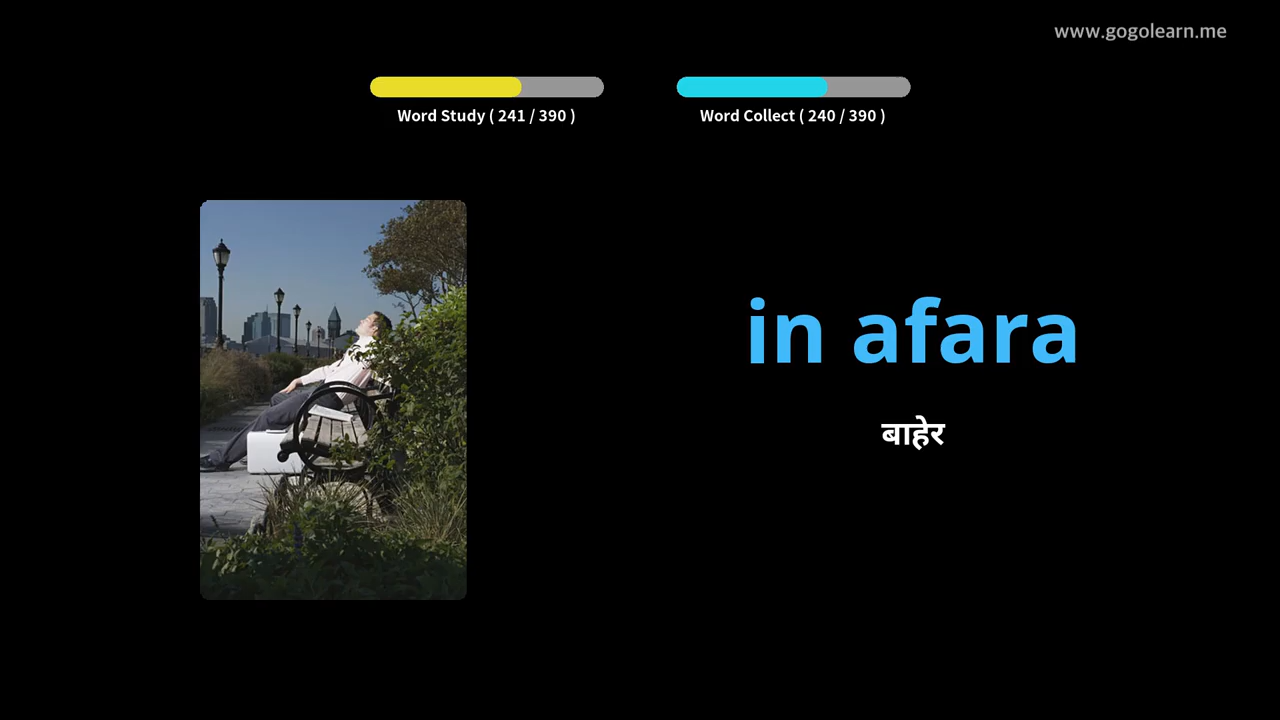 www.gogolearn.me
Word Study ( 241 / 390 )
Word Collect ( 240 / 390 )
in afara
बाहेर